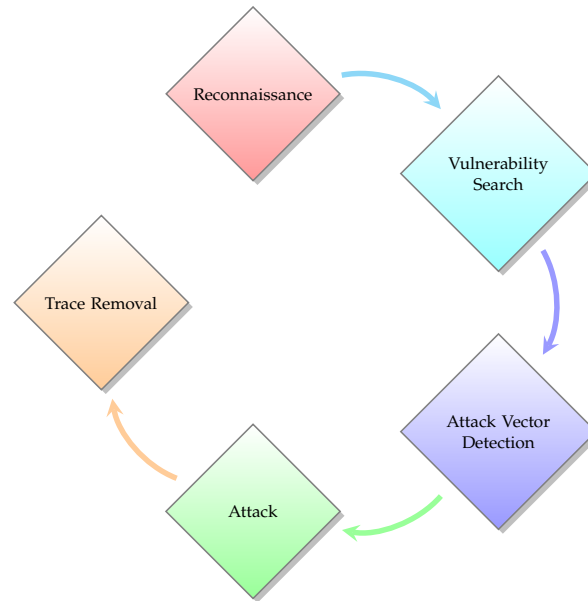 Reconnaissance
Vulnerability
Search
Attack Vector
Detection
Attack
Trace Removal